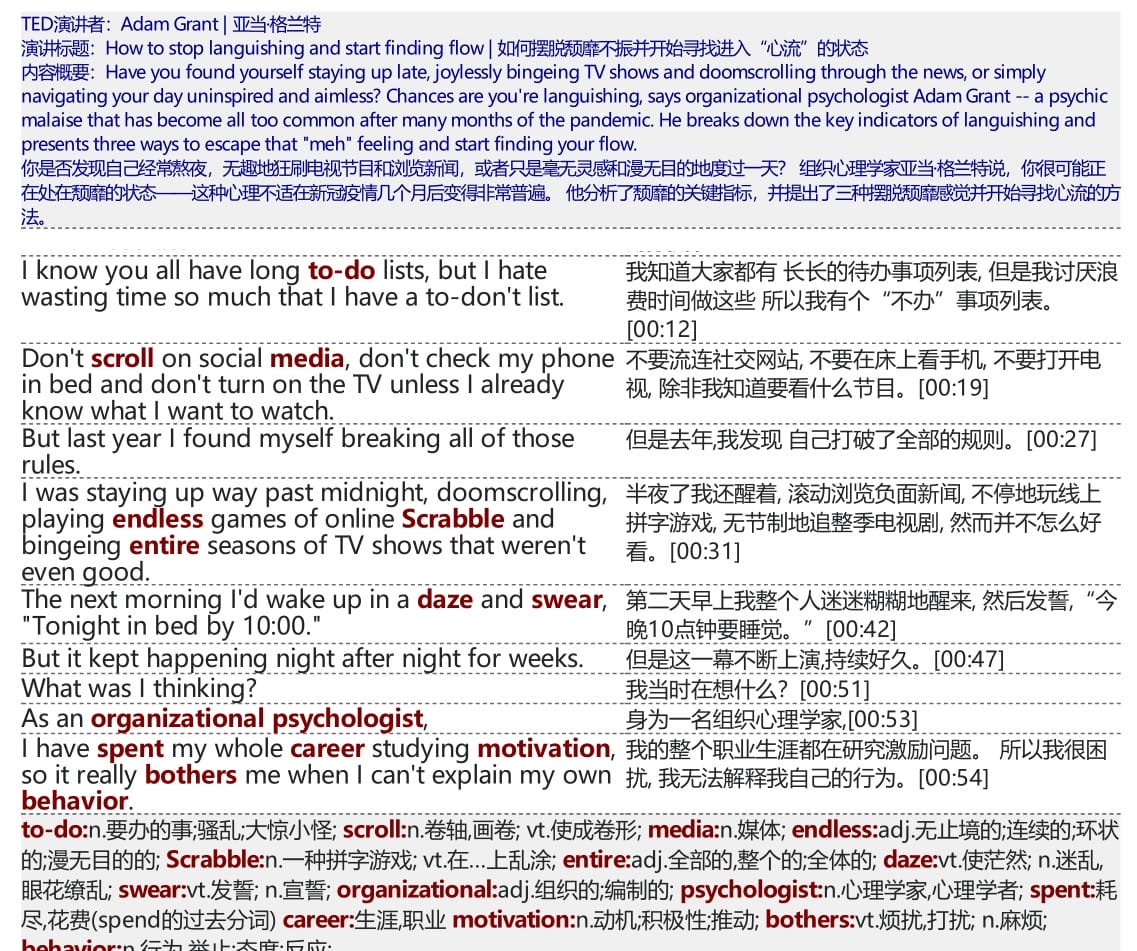 TED演讲者：Adam Grant | 亚当·格兰特
演讲标题：How to stop languishing and start finding flow | 如何摆脱颓靡不振并开始寻找进入“心流”的状态
内容概要：Have you found yourself staying up late, joylessly bingeing TV shows and doomscrolling through the news, or simply
navigating your day uninspired and aimless? Chances are you're languishing, says organizational psychologist Adam Grant -- a psychic
malaise that has become all too common after many months of the pandemic. He breaks down the key indicators of languishing and
presents three ways to escape that "meh" feeling and start finding your flow.
你是否发现自己经常熬夜，无趣地狂刷电视节目和浏览新闻，或者只是毫无灵感和漫无目的地度过一天？ 组织心理学家亚当·格兰特说，你很可能正
在处在颓靡的状态——这种心理不适在新冠疫情几个月后变得非常普遍。 他分析了颓靡的关键指标，并提出了三种摆脱颓靡感觉并开始寻找心流的方
法。
I know you all have long to-do lists, but I hate
wasting time so much that I have a to-don't list.
我知道大家都有 长长的待办事项列表, 但是我讨厌浪
费时间做这些 所以我有个“不办”事项列表。
[00:12]
Don't scroll on social media, don't check my phone
in bed and don't turn on the TV unless I already
know what I want to watch.
不要流连社交网站, 不要在床上看手机, 不要打开电
视, 除非我知道要看什么节目。[00:19]
But last year I found myself breaking all of those
rules.
但是去年,我发现 自己打破了全部的规则。[00:27]
I was staying up way past midnight, doomscrolling,
playing endless games of online Scrabble and
bingeing entire seasons of TV shows that weren't
even good.
半夜了我还醒着, 滚动浏览负面新闻, 不停地玩线上
拼字游戏, 无节制地追整季电视剧, 然而并不怎么好
看。[00:31]
The next morning I'd wake up in a daze and swear,
"Tonight in bed by 10:00."
第二天早上我整个人迷迷糊糊地醒来, 然后发誓,“今
晚10点钟要睡觉。”[00:42]
But it kept happening night after night for weeks.
但是这一幕不断上演,持续好久。[00:47]
What was I thinking?
我当时在想什么？[00:51]
As an organizational psychologist,
身为一名组织心理学家,[00:53]
I have spent my whole career studying motivation,
so it really bothers me when I can't explain my own
behavior.
我的整个职业生涯都在研究激励问题。 所以我很困
扰, 我无法解释我自己的行为。[00:54]
to-do:n.要办的事;骚乱;大惊小怪; scroll:n.卷轴,画卷; vt.使成卷形; media:n.媒体; endless:adj.无止境的;连续的;环状
的;漫无目的的; Scrabble:n.一种拼字游戏; vt.在...上乱涂; entire:adj.全部的,整个的;全体的; daze:vt.使茫然; n.迷乱,
眼花缭乱; swear:vt.发誓; n.宣誓; organizational:adj.组织的;编制的; psychologist:n.心理学家,心理学者; spent:耗
尽,花费(spend的过去分词) career:生涯,职业 motivation:n.动机;积极性;推动; bothers:vt.烦扰,打扰; n.麻烦;
behavior:n.行为,举止;态度;反应;